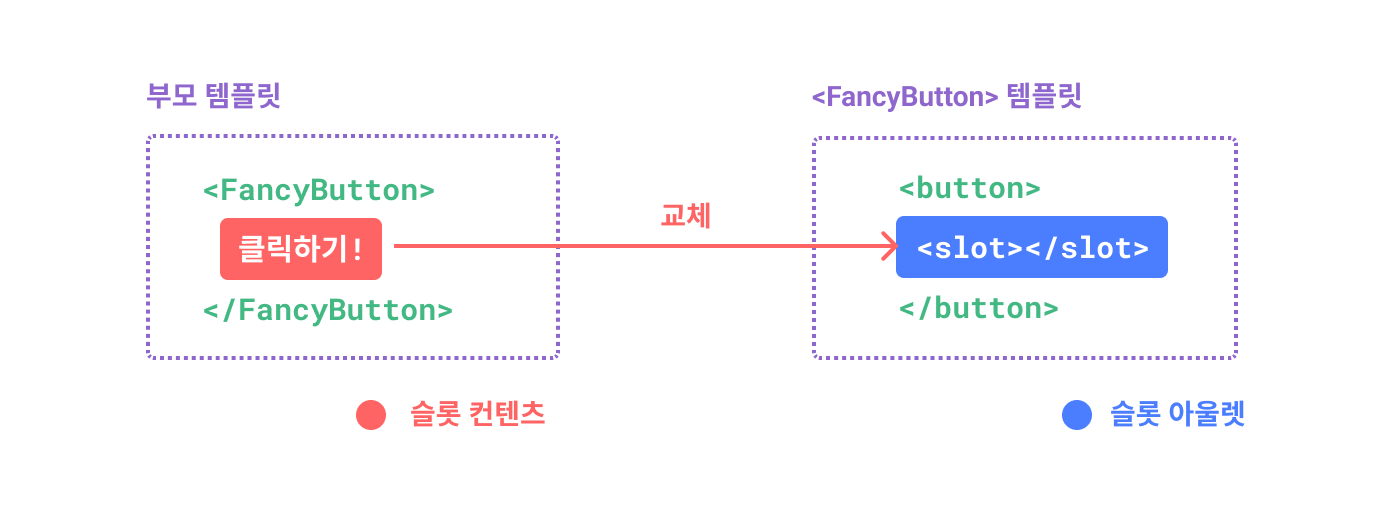 부모 템플릿
<FancyButton>
클릭하기!
</FancyButton>
슬롯 컨텐츠
교체
<FancyButton> 템플릿
<button>
<slot></slot>
</button>
슬롯 아울렛